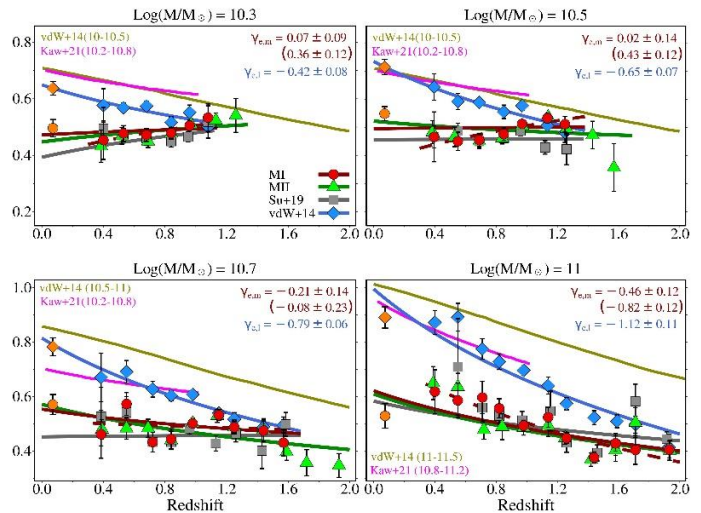 Log(M/M⊙) = 10.3
Log(M/M⊙) = 10.5
vdW+14(10-10.5)
Kaw+21(10.2-10.8)
γe,m = 0.07 ± 0.09
(0.36 ± 0.12)
γe,l = −0.42 ± 0.08
vdW+14(10-10.5)
Kaw+21(10.2-10.8)
γe,m = 0.02 ± 0.14
(0.43 ± 0.12)
γe,l = −0.65 ± 0.07
0.8
0.6
0.4
0.2
MI
MII
Su+19
vdW+14
0.0 0.4 0.8 1.2 1.6 2.0
Redshift
0.0 0.4 0.8 1.2 1.6 2.0
Redshift
Log(M/M⊙) = 10.7
Log(M/M⊙) = 11
vdW+14 (10.5-11)
Kaw+21(10.2-10.8)
γe,m = −0.21 ± 0.14
(−0.08 ± 0.23)
γe,l = −0.79 ± 0.06
γe,m = −0.46 ± 0.12
(−0.82 ± 0.12)
γe,l = −1.12 ± 0.11
1.0
0.8
0.6
0.4
vdW+14 (11-11.5)
Kaw+21 (10.8-11.2)
0.0 0.4 0.8 1.2 1.6 2.0
Redshift
0.0 0.4 0.8 1.2 1.6 2.0
Redshift